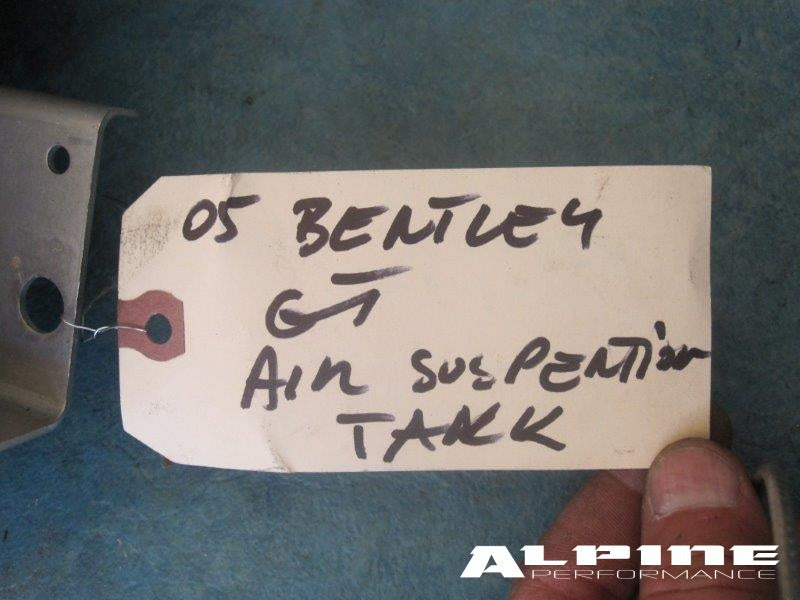 05 BENTLEY
GT
AIR SUSPENTION
TANK
ALPINE
PERFORMANCE